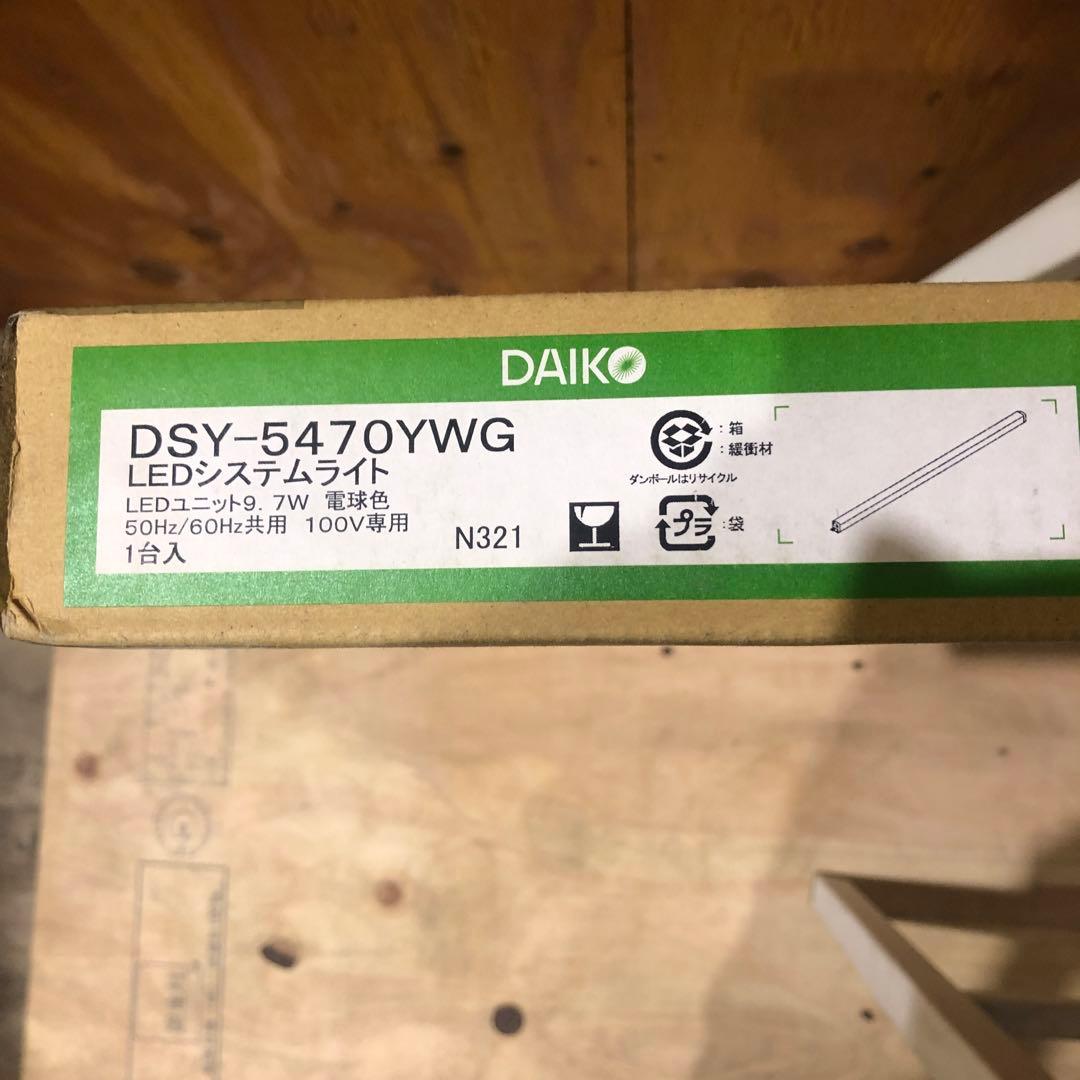 DAIKO
DSY-5470YWG
LEDシステムライト
LEDユニット9.7W 電球色
50Hz/60Hz共用 100V専用
1台入
N321
:箱
:緩衝材
ダンボールはリサイクル
プラ
:袋